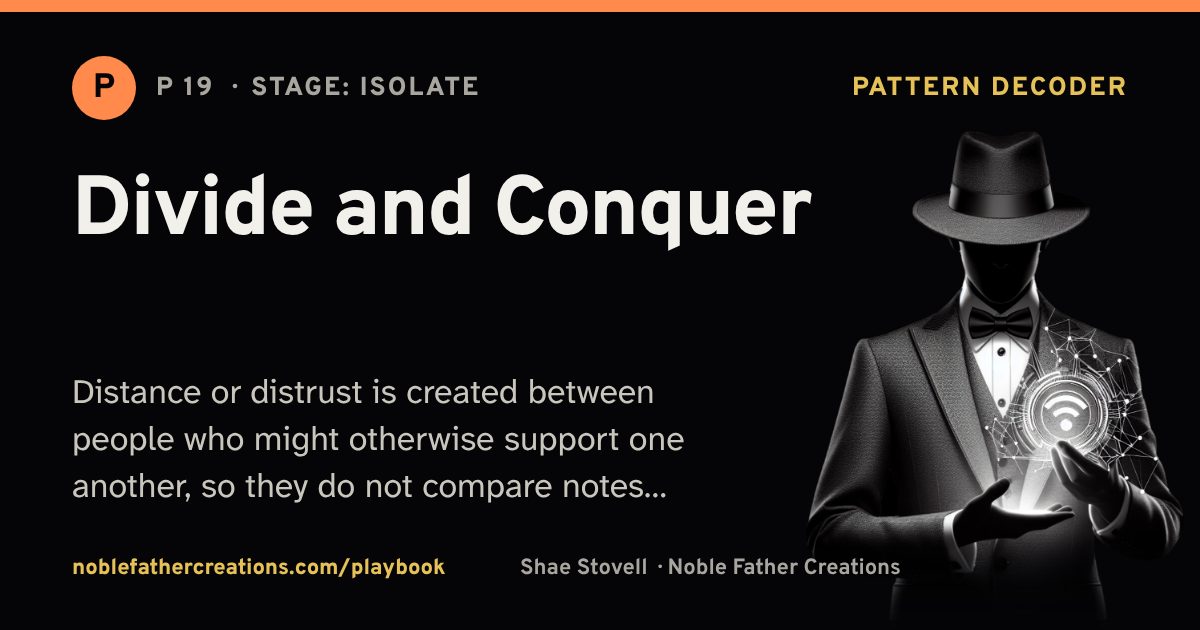 P
P 19 · STAGE: ISOLATE
PATTERN DECODER
Divide and Conquer
Distance or distrust is created between
people who might otherwise support one
another, so they do not compare notes...
noblefathercreations.com/playbook
Shae Stovell · Noble Father Creations